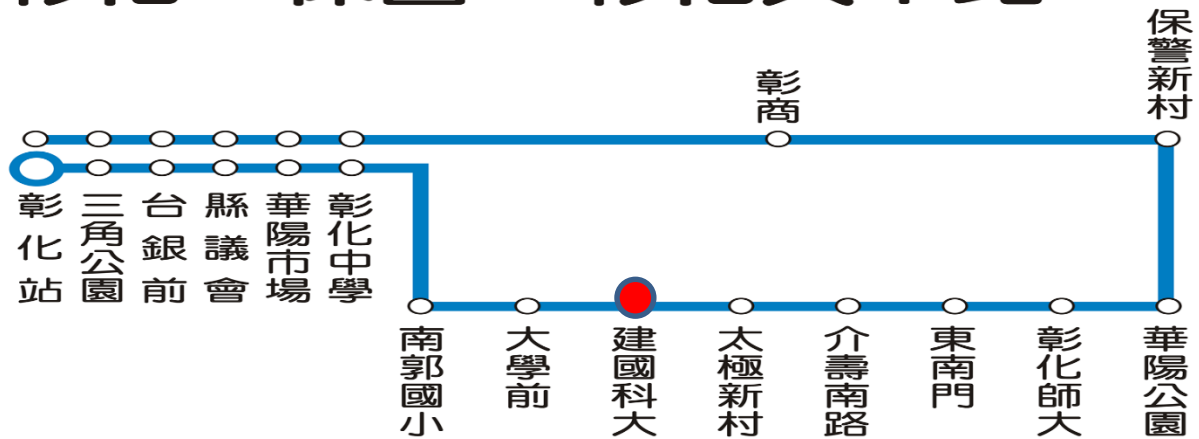 保警新村
彰商
彰化站
三角公園
台銀前
縣議會
華陽市場
彰化中學
南郭國小
大學前
建國科大
太極新村
介壽南路
東南門
彰化師大
華陽公園